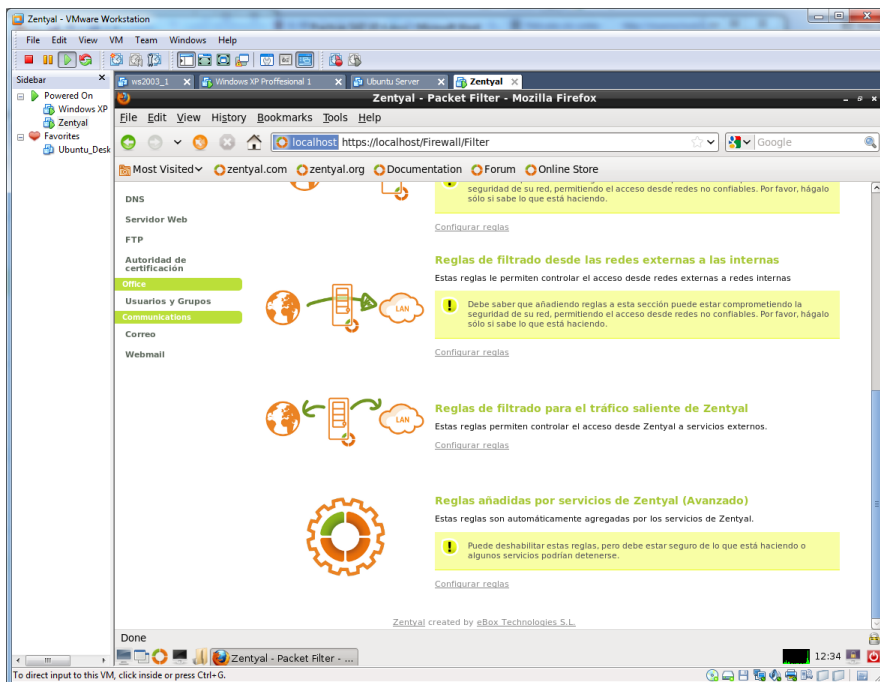 Zentyal - VMware Workstation
File Edit View VM Team Windows Help
Sidebar ×
Powered On
Windows XP
Zentyal
Favorites
Ubuntu_Desk
ws2003_1 × Windows XP Proffesional 1 × Ubuntu Server × Zentyal ×
Zentyal - Packet Filter - Mozilla Firefox
File Edit View History Bookmarks Tools Help
localhost https://localhost/Firewall/Filter
Google
Most Visited zentyal.com zentyal.org Documentation Forum Online Store
DNS
Servidor Web
FTP
Autoridad de
certificación
Office
Usuarios y Grupos
Communications
Correo
Webmail
seguridad de su red, permitiendo el acceso desde redes no confiables. Por favor, hágalo
sólo si sabe lo que está haciendo.
Configurar reglas
Reglas de filtrado desde las redes externas a las internas
Estas reglas le permiten controlar el acceso desde redes externas a redes internas
LAN
Debe saber que añadiendo reglas a esta sección puede estar comprometiendo la
seguridad de su red, permitiendo el acceso desde redes no confiables. Por favor, hágalo
sólo si sabe lo que está haciendo.
Configurar reglas
LAN
Reglas de filtrado para el tráfico saliente de Zentyal
Estas reglas permiten controlar el acceso desde Zentyal a servicios externos.
Configurar reglas
Reglas añadidas por servicios de Zentyal (Avanzado)
Estas reglas son automáticamente agregadas por los servicios de Zentyal.
Puede deshabilitar estas reglas, pero debe estar seguro de lo que está haciendo o
algunos servicios podrían detenerse.
Configurar reglas
Zentyal created by eBox Technologies S.L.
Done
Zentyal - Packet Filter - ...
12:34
To direct input to this VM, click inside or press Ctrl+G.